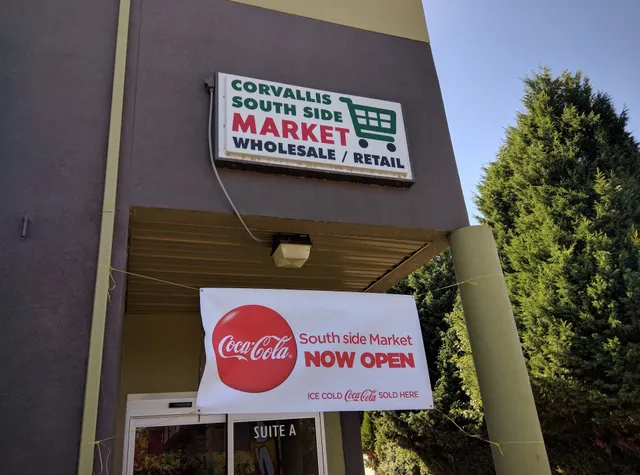 CORVALLIS
SOUTH SIDE
MARKET
WHOLESALE / RETAIL
Coca-Cola
South side Market
NOW OPEN
ICE COLD Coca-Cola SOLD HERE
SUITE A